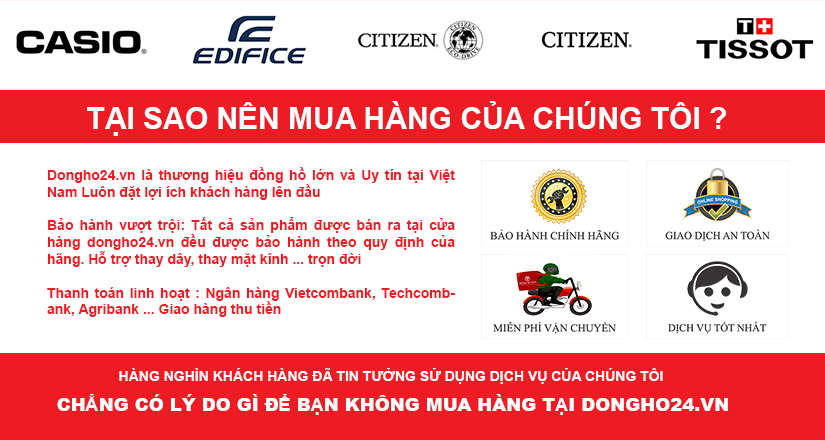 CASIO
EDIFICE
CITIZEN
CITIZEN ECO-DRIVE
CITIZEN
T+
TISSOT
TẠI SAO NÊN MUA HÀNG CỦA CHÚNG TÔI ?
Dongho24.vn là thương hiệu đồng hồ lớn và Uy tín tại Việt
Nam Luôn đặt lợi ích khách hàng lên đầu
Bảo hành vượt trội: Tất cả sản phẩm được bán ra tại cửa
hàng dongho24.vn đều được bảo hành theo quy định của
hãng. Hỗ trợ thay dây, thay mặt kính ... trọn đời
Thanh toán linh hoạt : Ngân hàng Vietcombank, Techcomb-
ank, Agribank ... Giao hàng thu tiền
BẢO HÀNH CHÍNH HÃNG
ONLINE SHOPPING
GIAO DỊCH AN TOÀN
MIỄN PHÍ VẬN CHUYỂN
DỊCH VỤ TỐT NHẤT
HÀNG NGHÌN KHÁCH HÀNG ĐÃ TIN TƯỞNG SỬ DỤNG DỊCH VỤ CỦA CHÚNG TÔI
CHẲNG CÓ LÝ DO GÌ ĐỂ BẠN KHÔNG MUA HÀNG TẠI DONGHO24.VN